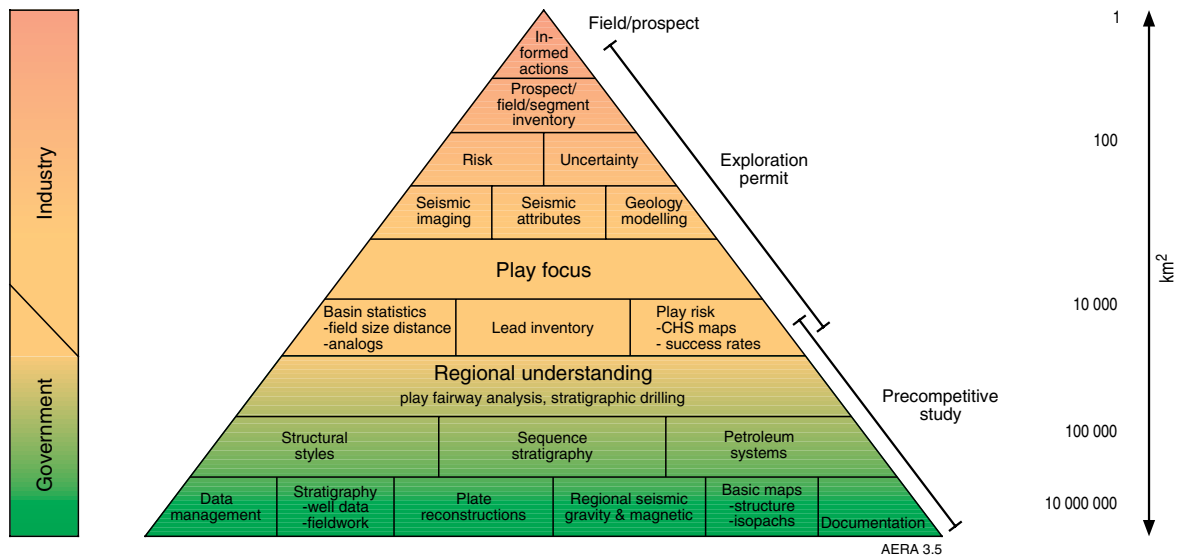 Industry
Government
In-
formed
actions
Prospect/
field/segment
inventory
Risk
Uncertainty
Seismic
imaging
Seismic
attributes
Geology
modelling
Play focus
Basin statistics
-field size distance
-analogs
Lead inventory
Play risk
-CHS maps
- success rates
Regional understanding
play fairway analysis, stratigraphic drilling
Structural
styles
Sequence
stratigraphy
Petroleum
systems
Data
management
Stratigraphy
-well data
-fieldwork
Plate
reconstructions
Regional seismic
gravity & magnetic
Basic maps
-structure
-isopachs
Documentation
Field/prospect
Exploration
permit
Precompetitive
study
1
100
10 000
100 000
10 000 000
km²
AERA 3.5